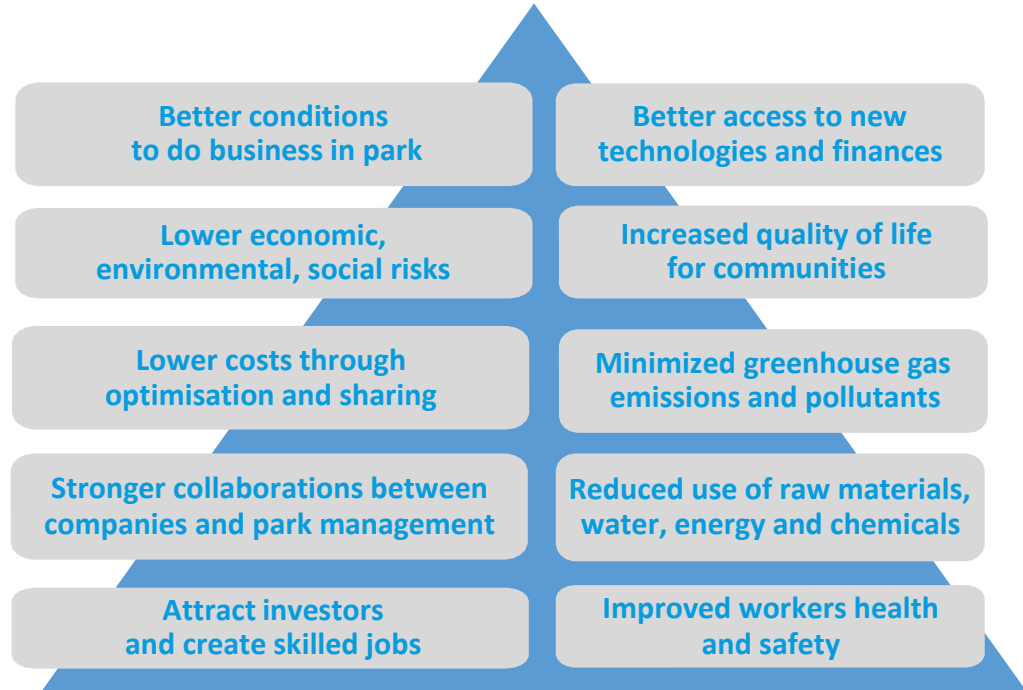 Better conditions
to do business in park
Better access to new
technologies and finances
Lower economic,
environmental, social risks
Increased quality of life
for communities
Lower costs through
optimisation and sharing
Minimized greenhouse gas
emissions and pollutants
Stronger collaborations between
companies and park management
Reduced use of raw materials,
water, energy and chemicals
Attract investors
and create skilled jobs
Improved workers health
and safety